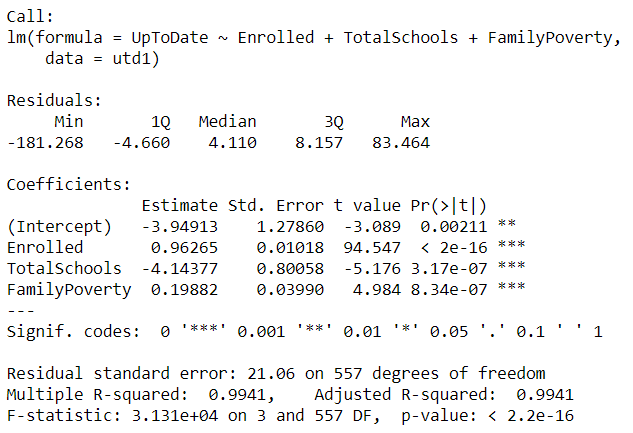 Call:
lm(formula = UpToDate ~ Enrolled + TotalSchools + FamilyPoverty,
    data = utd1)

Residuals:
     Min       1Q   Median       3Q      Max
-181.268   -4.660    4.110    8.157   83.464

Coefficients:
              Estimate Std. Error t value Pr(>|t|)
(Intercept)   -3.94913    1.27860  -3.089  0.00211 **
Enrolled       0.96265    0.01018  94.547  < 2e-16 ***
TotalSchools  -4.14377    0.80058  -5.176 3.17e-07 ***
FamilyPoverty  0.19882    0.03990   4.984 8.34e-07 ***
---
Signif. codes:  0 '***' 0.001 '**' 0.01 '*' 0.05 '.' 0.1 ' ' 1

Residual standard error: 21.06 on 557 degrees of freedom
Multiple R-squared:  0.9941,    Adjusted R-squared:  0.9941
F-statistic: 3.131e+04 on 3 and 557 DF,  p-value: < 2.2e-16